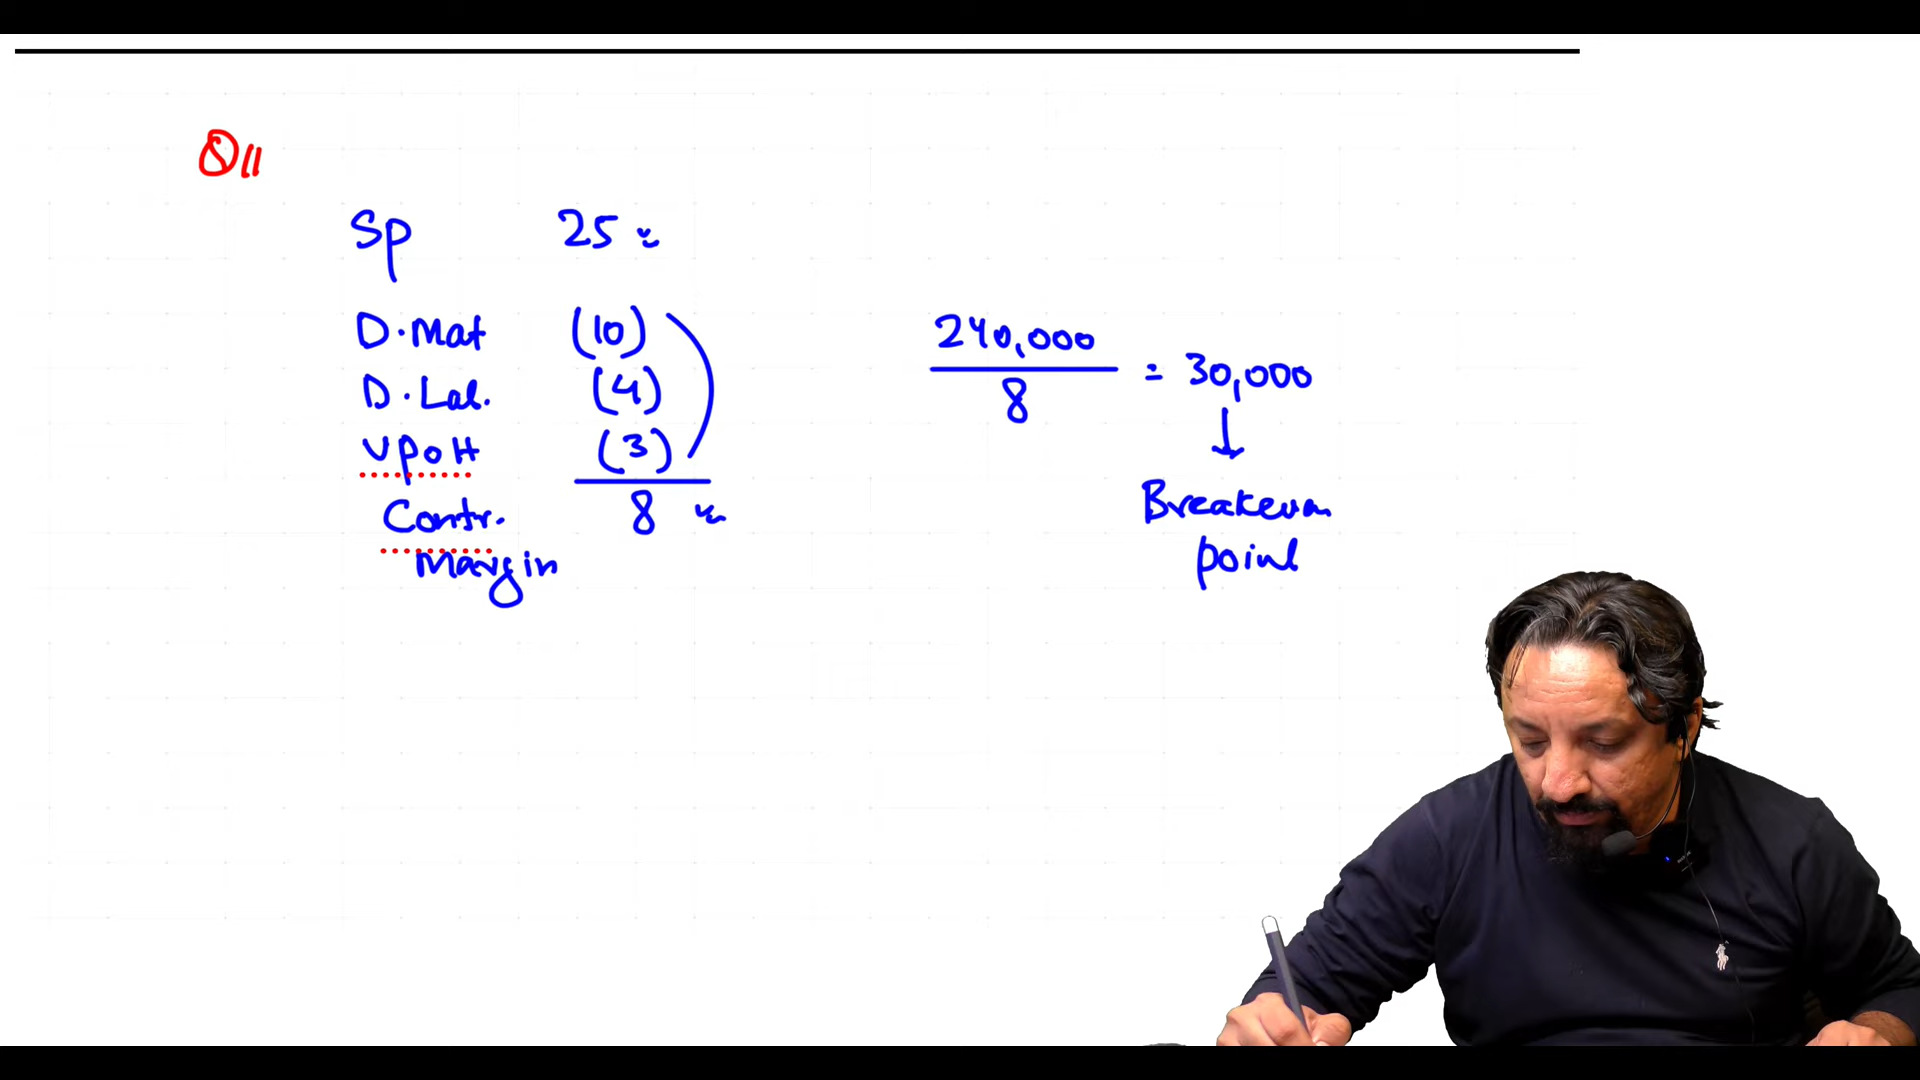 Q11
Sp 25
D.Mat (10)
D.Lab. (4)
VPOH (3)
Contr. 8
Margin
240,000
8
= 30,000
↓
Breakeven
point